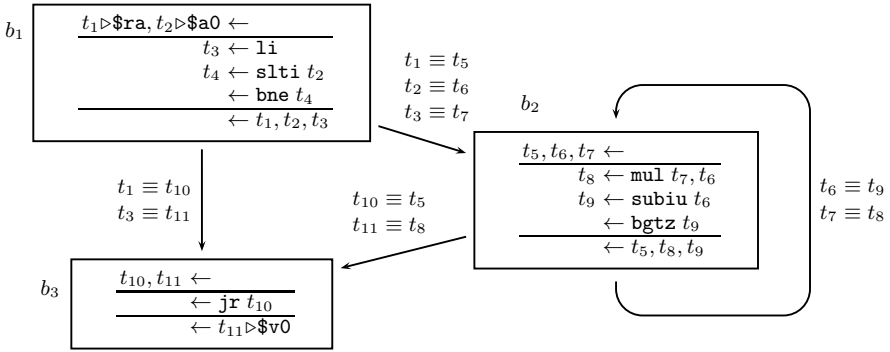 b₁
t₁▹$ra, t₂▹$a0 ←
t₃ ← li
t₄ ← slti t₂
← bne t₄
← t₁, t₂, t₃
t₁ ≡ t₅
t₂ ≡ t₆
t₃ ≡ t₇
b₂
t₅, t₆, t₇ ←
t₈ ← mul t₇, t₆
t₉ ← subiu t₆
← bgtz t₉
← t₅, t₈, t₉
t₆ ≡ t₉
t₇ ≡ t₈
t₁ ≡ t₁₀
t₃ ≡ t₁₁
t₁₀ ≡ t₅
t₁₁ ≡ t₈
b₃
t₁₀, t₁₁ ←
← jr t₁₀
← t₁₁▹$v0